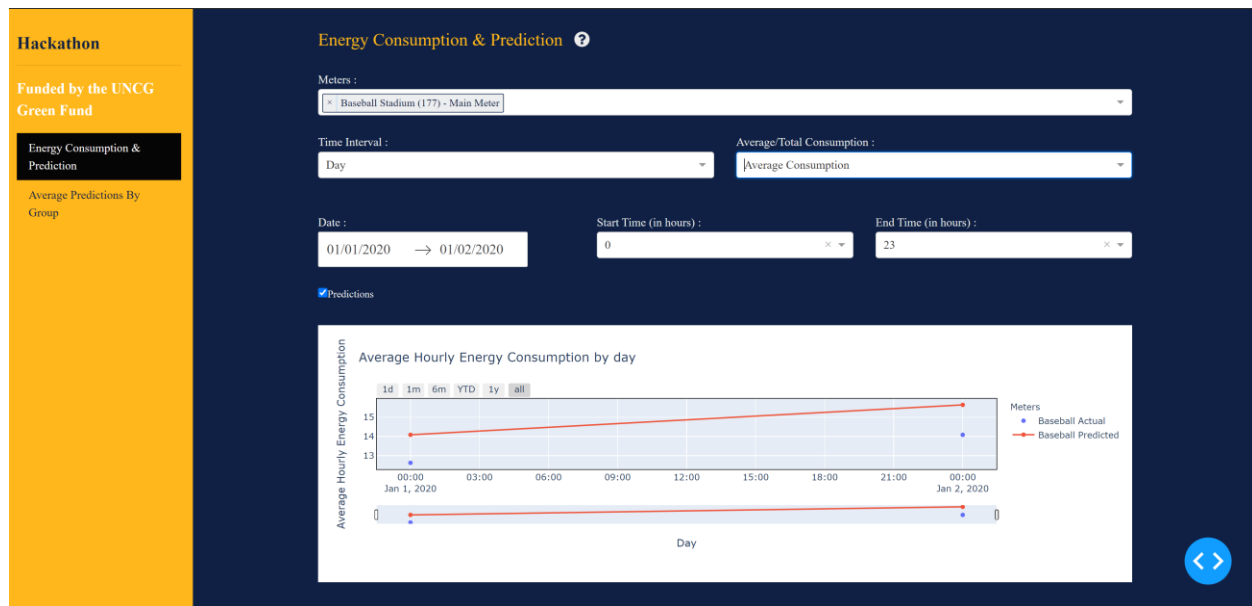 Hackathon
Funded by the UNCG
Green Fund
Energy Consumption &
Prediction
Average Predictions By
Group
Energy Consumption & Prediction ?
Meters :
× Baseball Stadium (177) - Main Meter
Time Interval :
Average/Total Consumption :
Day
Average Consumption
Date :
Start Time (in hours) :
End Time (in hours) :
01/01/2020 → 01/02/2020
0 ×
23 ×
Predictions
Average Hourly Energy Consumption
Average Hourly Energy Consumption by day
1d 1m 6m YTD 1y all
15
14
13
00:00 03:00 06:00 09:00 12:00 15:00 18:00 21:00 00:00
Jan 1, 2020 Jan 2, 2020
Day
Meters
Baseball Actual
Baseball Predicted